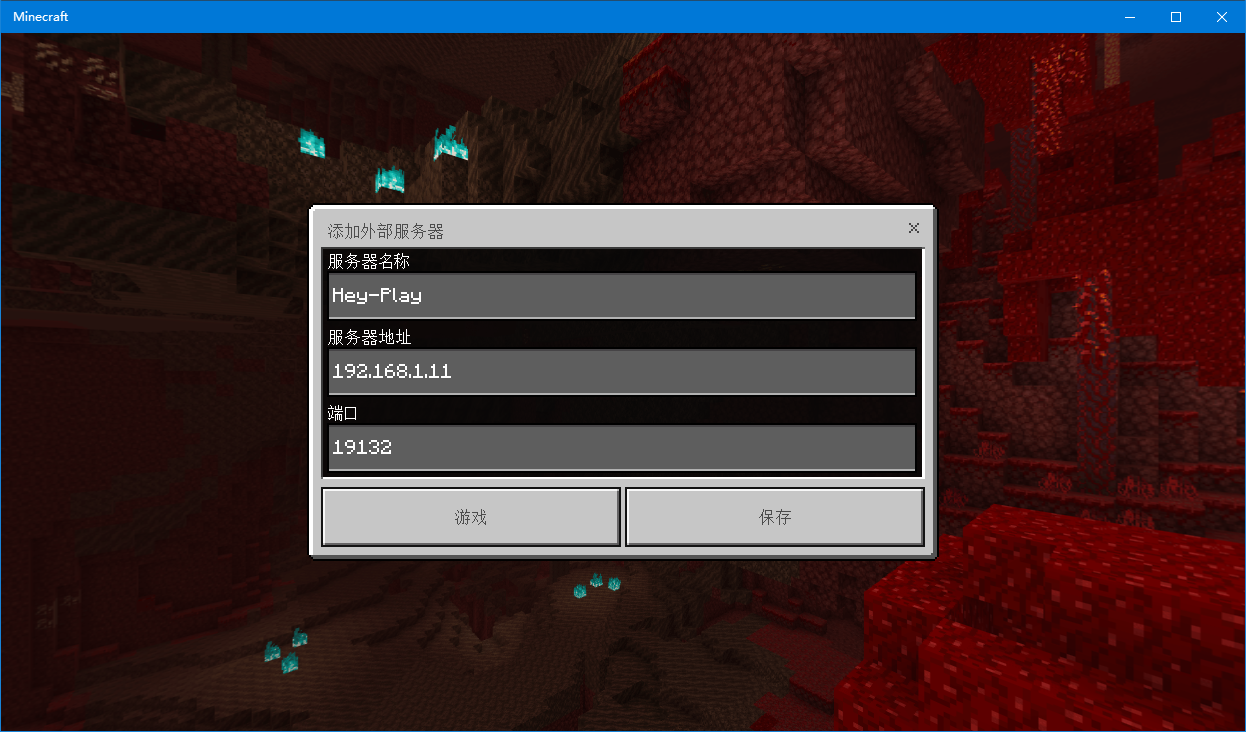 Minecraft
添加外部服务器
服务器名称
Hey-Play
服务器地址
192.168.1.11
端口
19132
游戏
保存